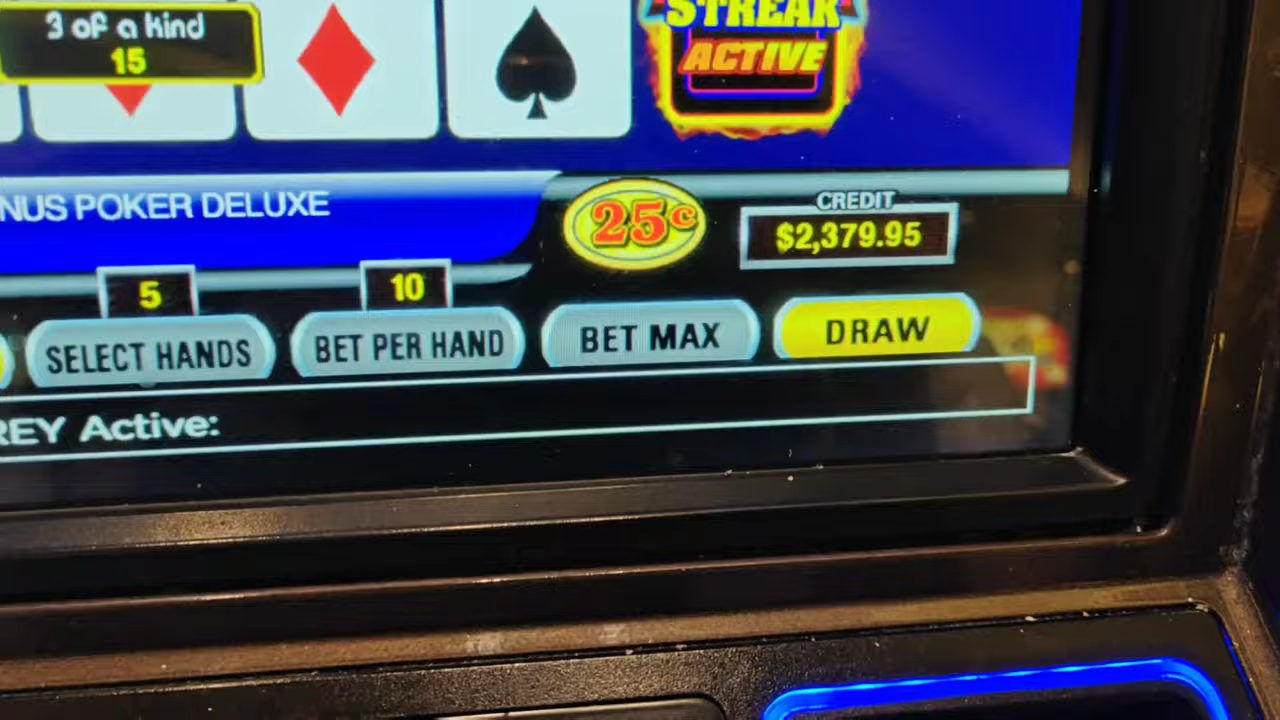 3 of a kind
15
STREAK
ACTIVE
NUS POKER DELUXE
25¢
CREDIT
$2,379.95
5
10
SELECT HANDS
BET PER HAND
BET MAX
DRAW
REY Active: